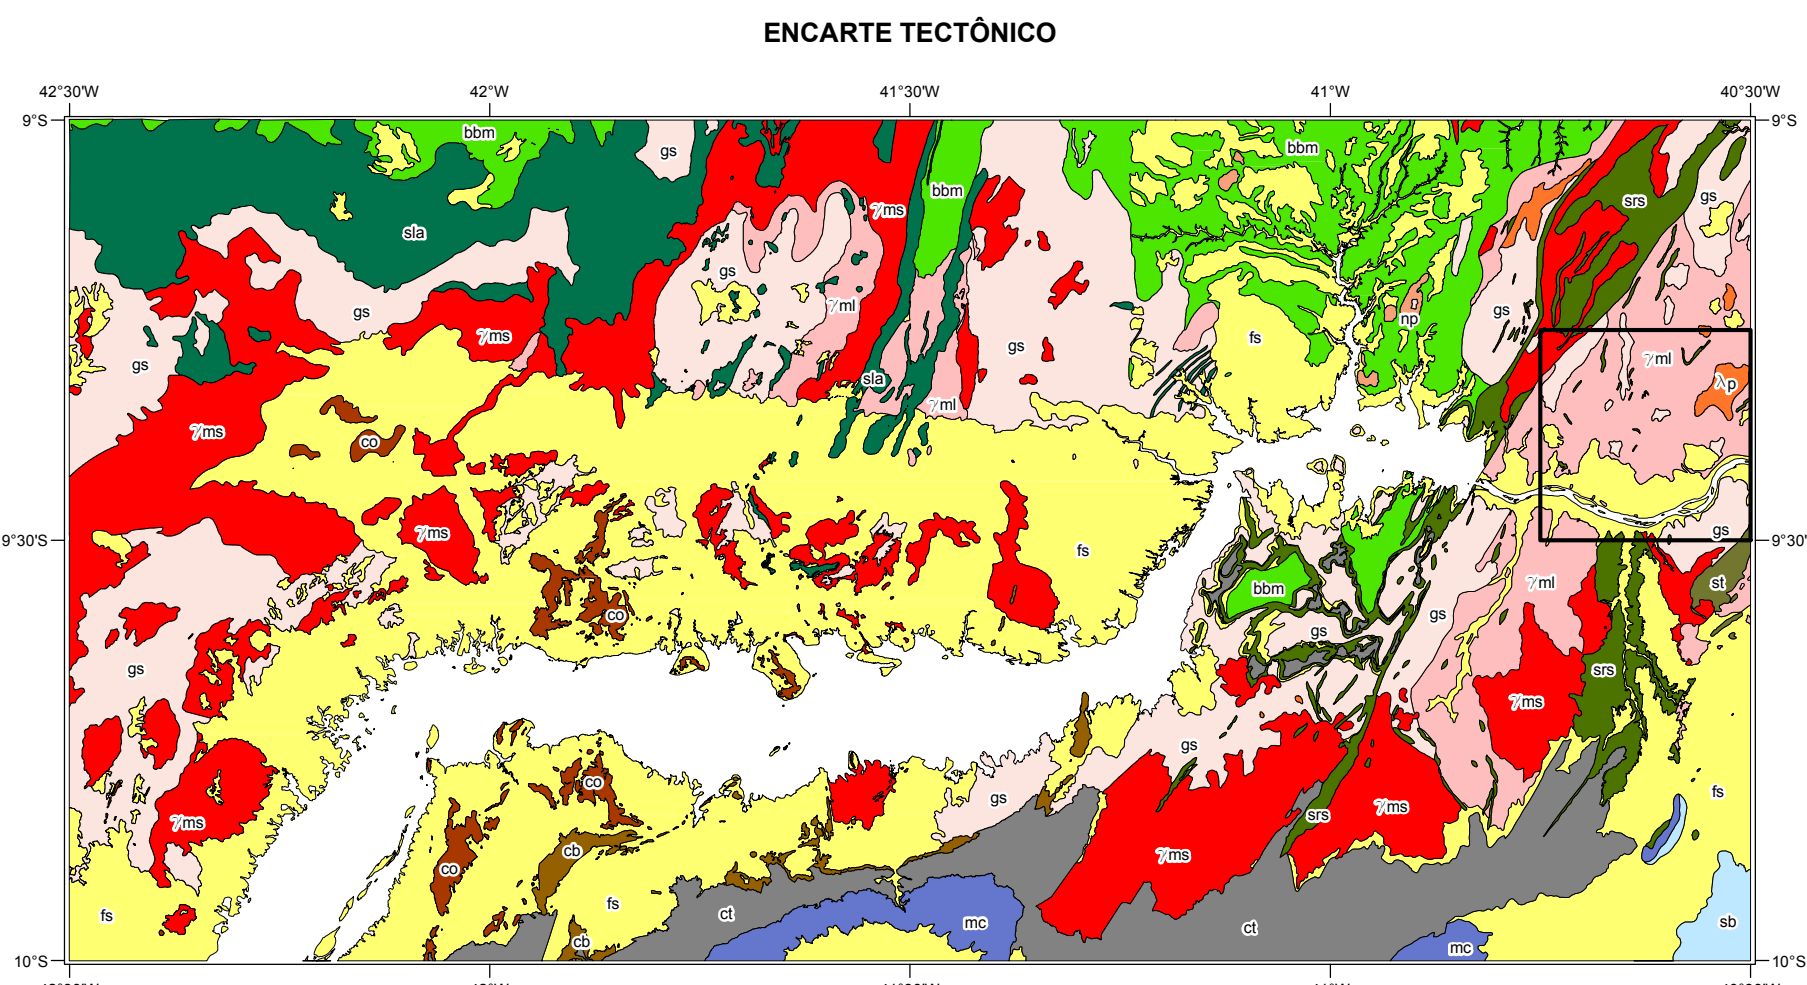 ENCARTE TECTÔNICO
42°30'W 42°W 41°30'W 41°W 40°30'W
9°S 9°S
bbm
bbm
gs
bbm
gs
srs
γms
sla
gs
gs
γml
gs
γms
np
fs
gs
gs
γml
gs
sla
λp
γml
γms
co
γms
gs
9°30'S 9°30'
fs
st
γml
bbm
co
gs
gs
gs
srs
γms
gs
co
fs
gs
γms
srs
γms
cb
γms
co
fs
fs
ct
mc
ct
sb
cb
mc
10°S 10°S